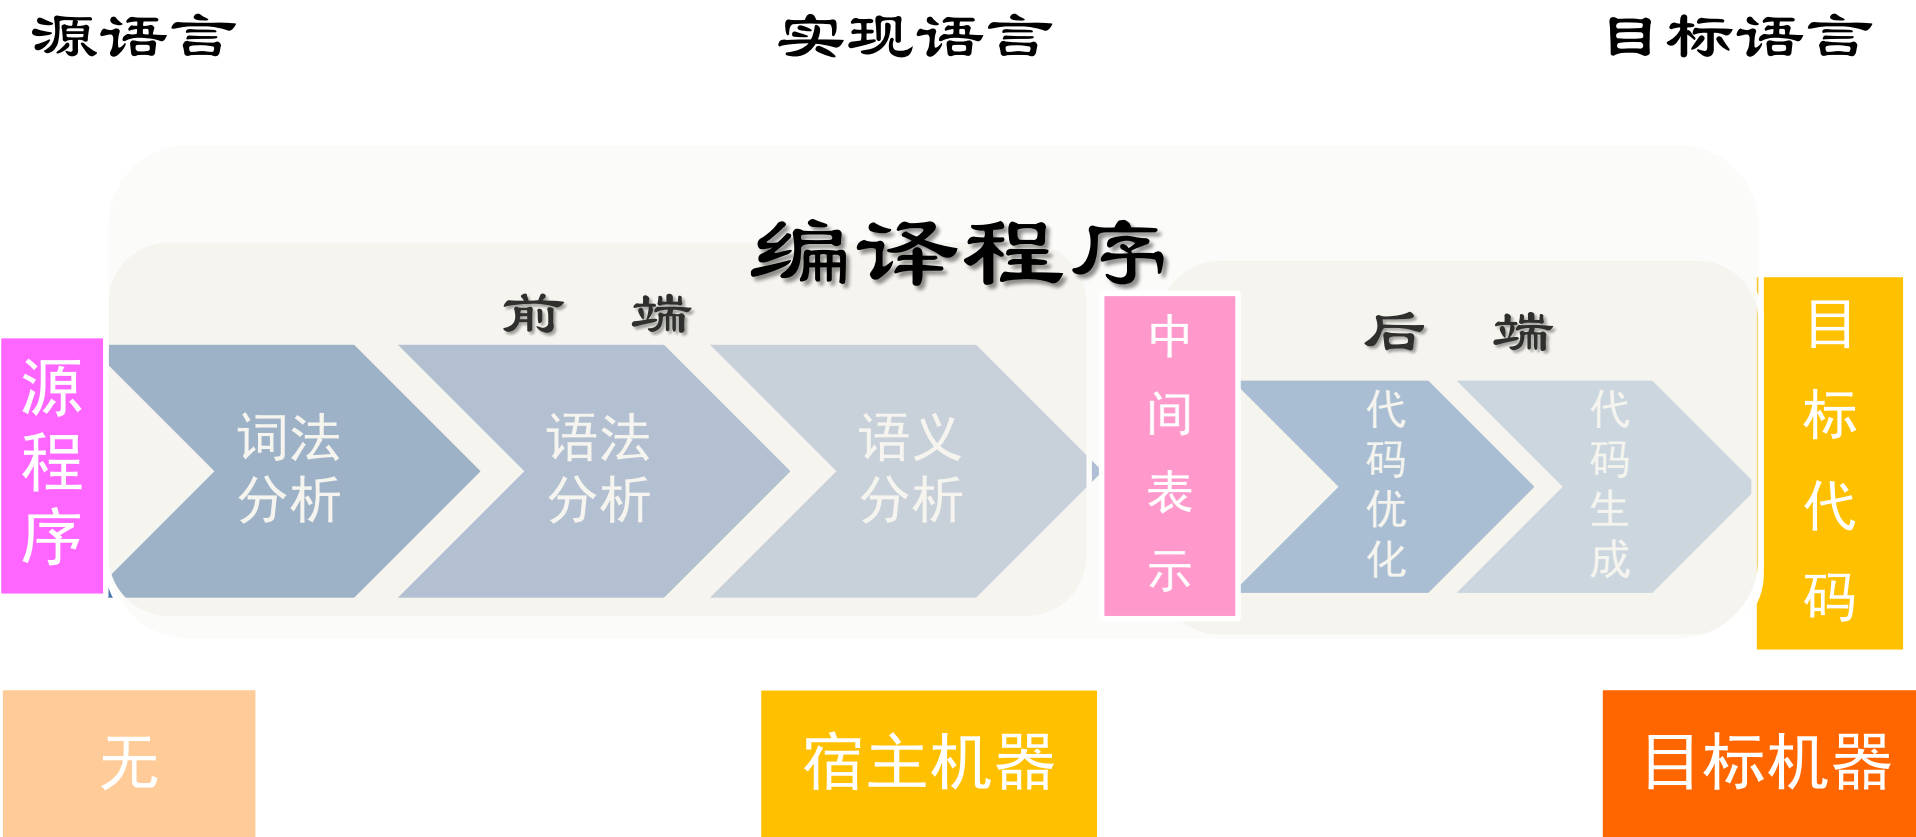 源语言
实现语言
目标语言
编译程序
前 端
后 端
源
程
序
词法
分析
语法
分析
语义
分析
中
间
表
示
代
码
优
化
代
码
生
成
目
标
代
码
无
宿主机器
目标机器